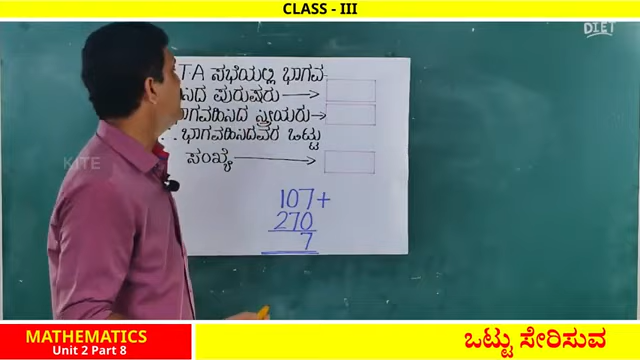 CLASS - III
DIET
T.A ಸಭೆಯಲ್ಲಿ ಭಾಗವ
ಸಿದ ಪುರುಷರು
ಭಾಗವಹಿಸಿದ ಸ್ತ್ರೀಯರು
ಭಾಗವಹಿಸಿದವರ ಒಟ್ಟು
ಸಂಖ್ಯೆ
KITE
107+
270
7
MATHEMATICS
Unit 2 Part 8
ಒಟ್ಟು ಸೇರಿಸುವ